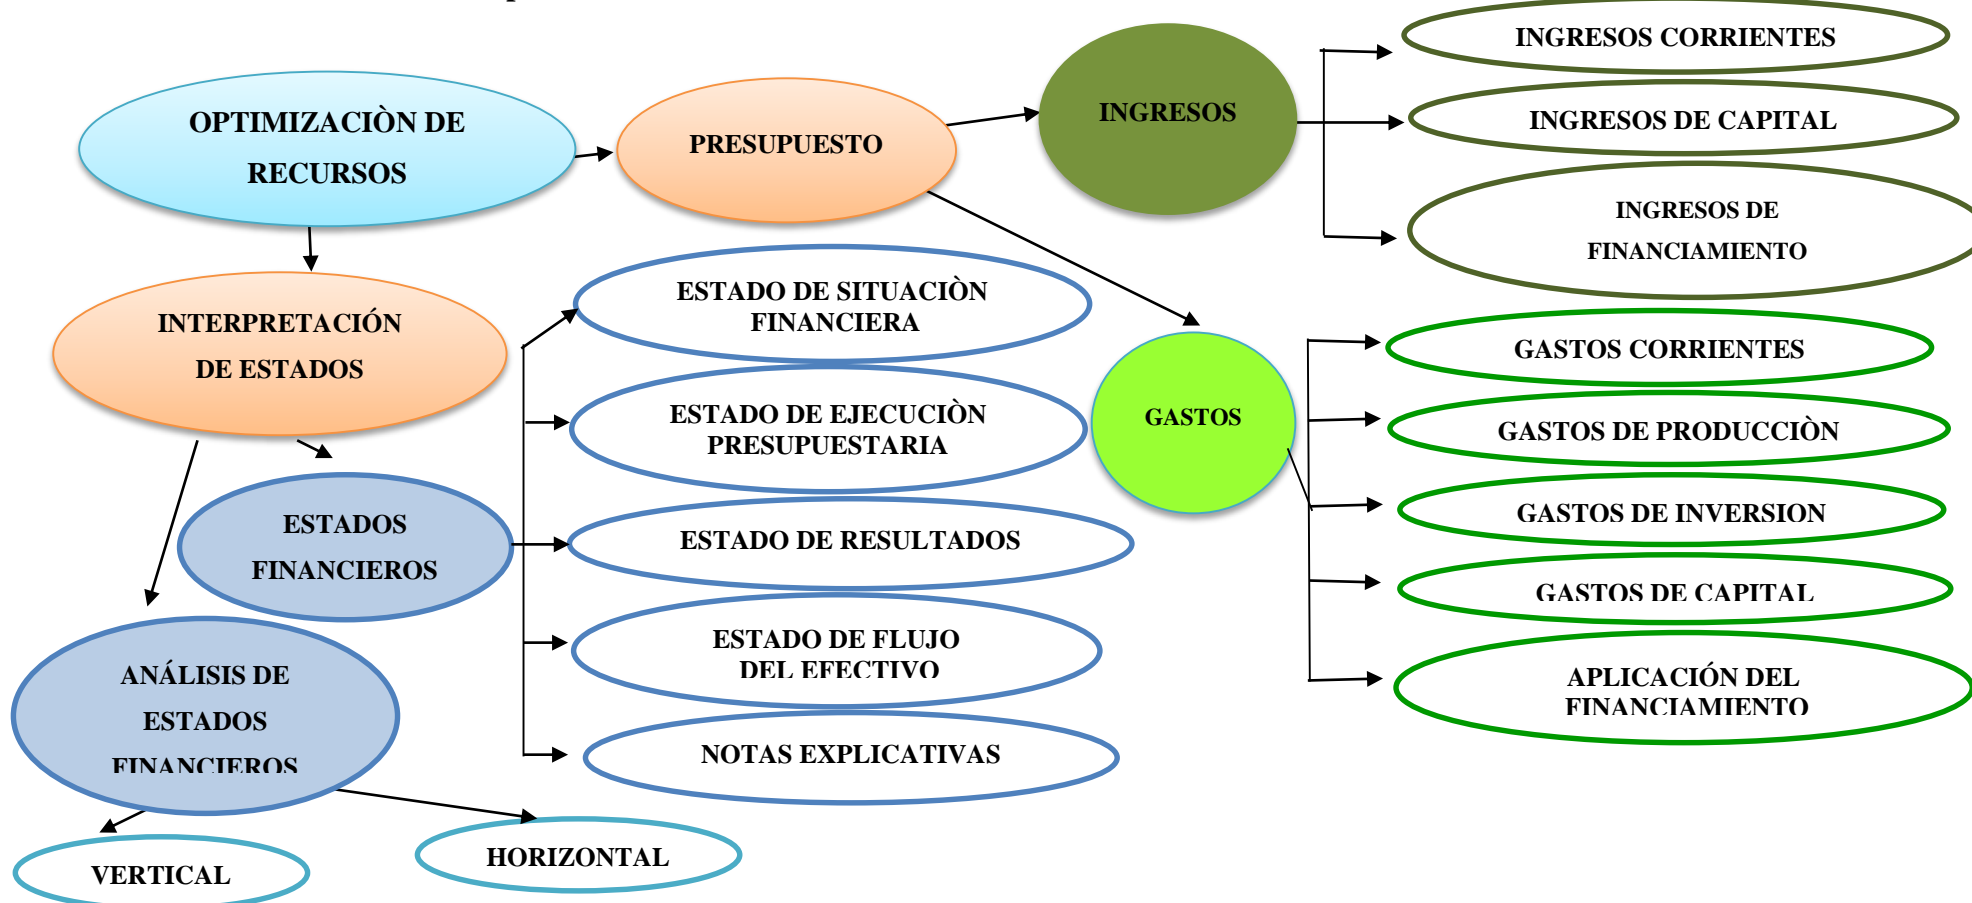 OPTIMIZACIÒN DE
RECURSOS
PRESUPUESTO
INGRESOS
INGRESOS CORRIENTES
INGRESOS DE CAPITAL
INGRESOS DE
FINANCIAMIENTO
INTERPRETACIÓN
DE ESTADOS
ESTADO DE SITUACIÒN
FINANCIERA
ESTADO DE EJECUCIÒN
PRESUPUESTARIA
ESTADO DE RESULTADOS
ESTADO DE FLUJO
DEL EFECTIVO
NOTAS EXPLICATIVAS
GASTOS
GASTOS CORRIENTES
GASTOS DE PRODUCCIÒN
GASTOS DE INVERSION
GASTOS DE CAPITAL
APLICACIÓN DEL
FINANCIAMIENTO
ESTADOS
FINANCIEROS
ANÁLISIS DE
ESTADOS
FINANCIEROS
VERTICAL
HORIZONTAL